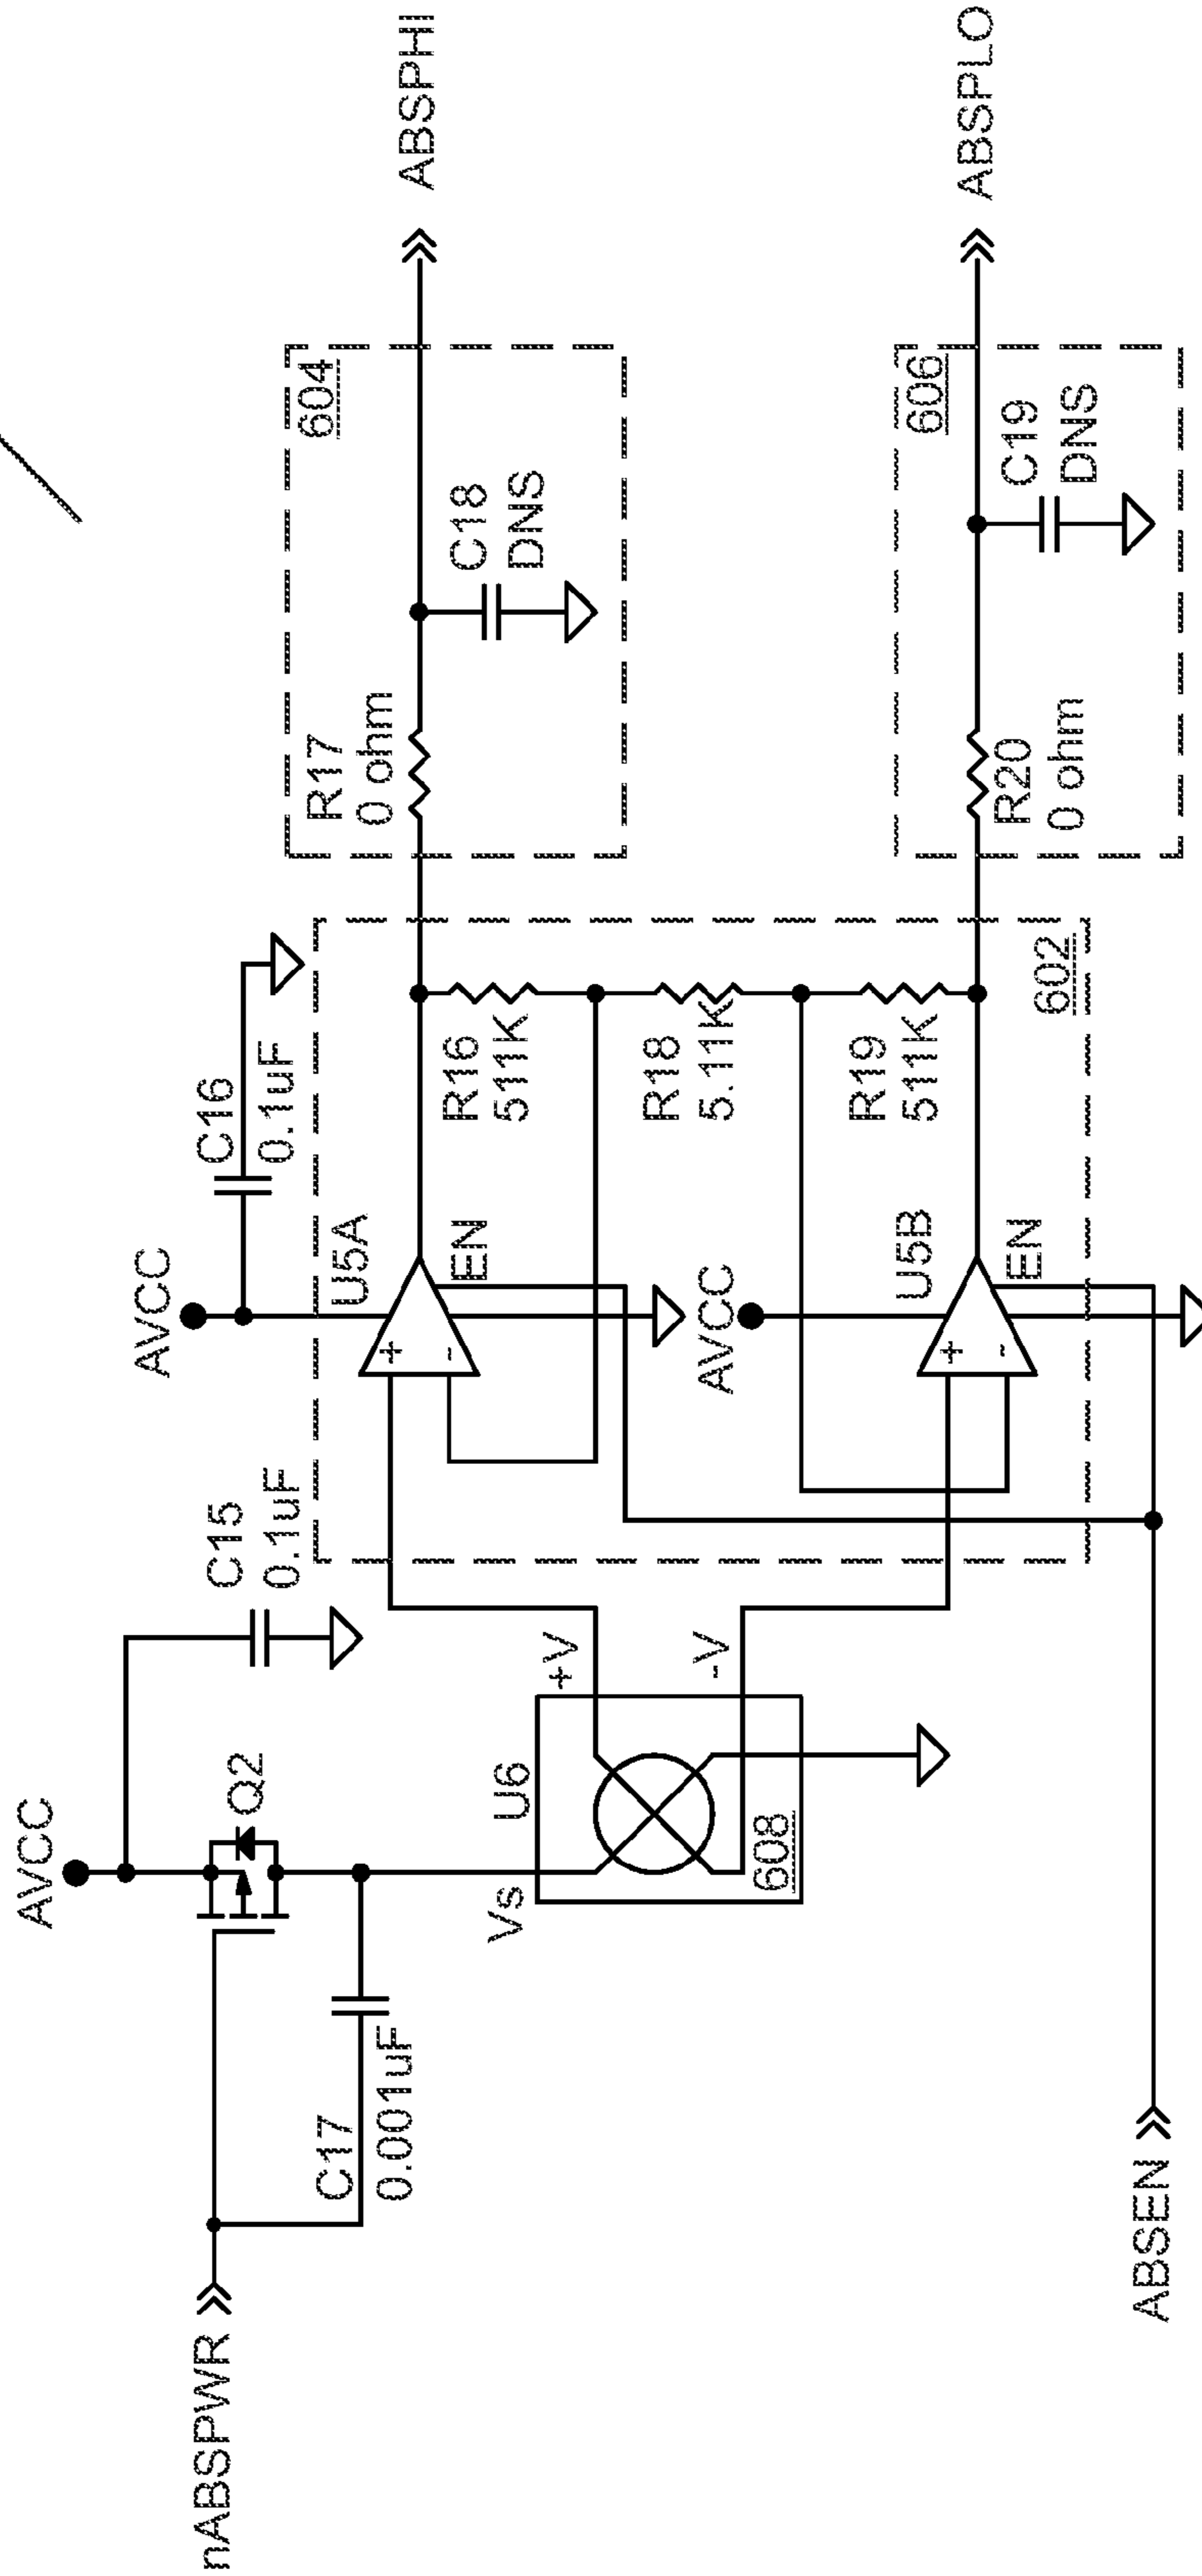 nABSPWR
AVCC
Q2
C15
0.1uF
C17
0.001uF
Vs
U6
608
+V
-V
AVCC
C16
0.1uF
U5A
+
-
EN
AVCC
U5B
+
-
EN
R16
511K
R18
5.11K
R19
511K
602
R17
0 ohm
C18
DNS
604
R20
0 ohm
C19
DNS
606
ABSPHI
ABSPLO
ABSEN